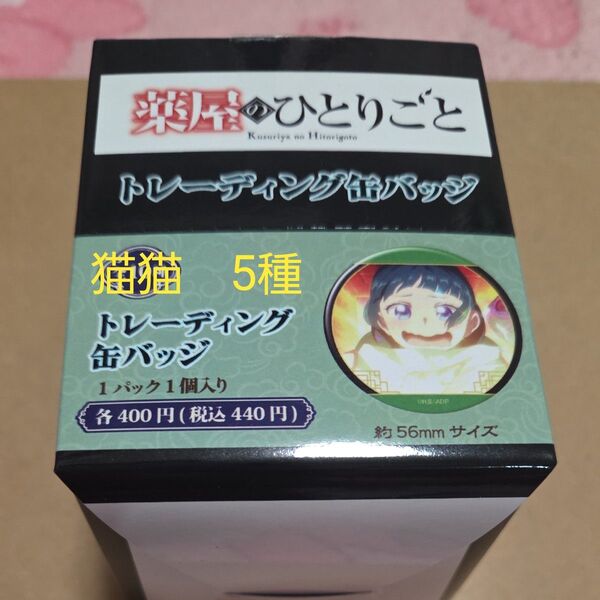 薬屋のひとりごと
Kusuriya no Hitorigoto
トレーディング缶バッジ
猫猫 5種
トレーディング
缶バッジ
1パック1個入り
各400円(税込440円)
約56mmサイズ